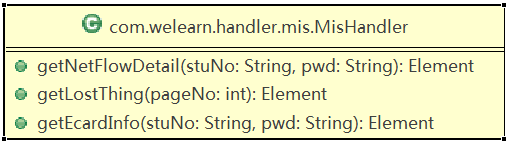 C com.welearn.handler.mis.MisHandler
getNetFlowDetail(stuNo: String, pwd: String): Element
getLostThing(pageNo: int): Element
getEcardInfo(stuNo: String, pwd: String): Element